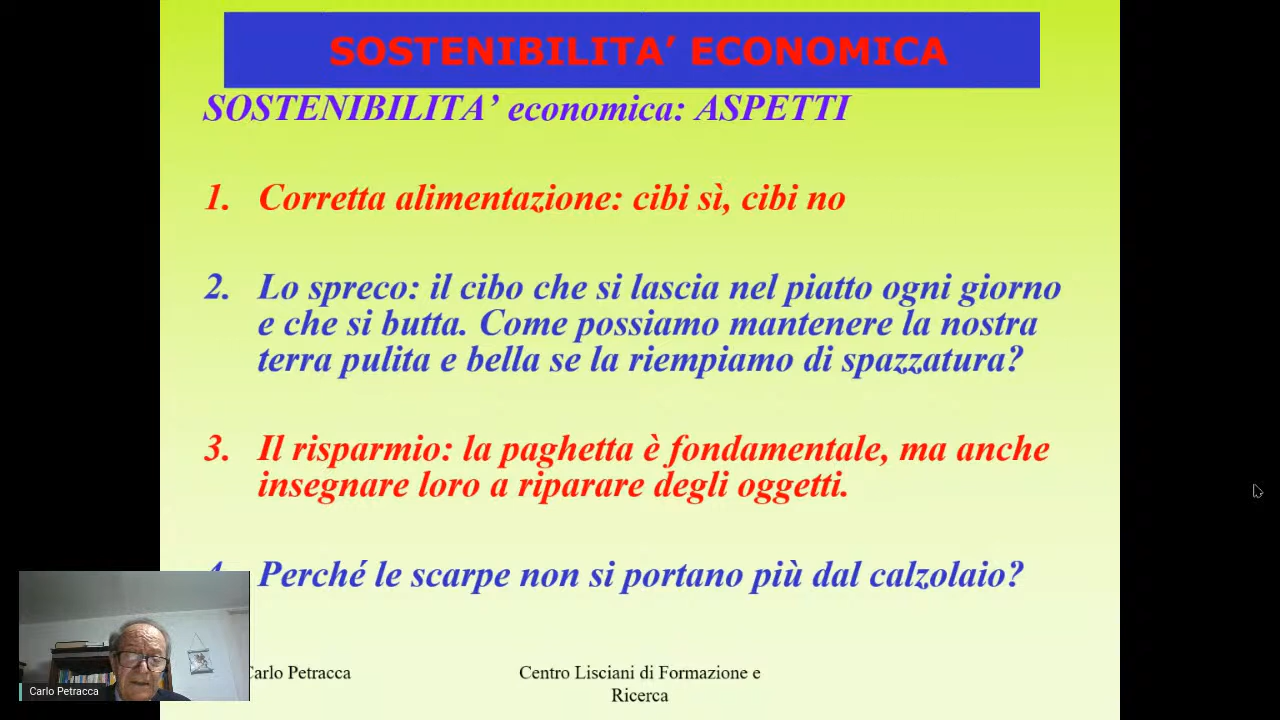 SOSTENIBILITA’ ECONOMICA
SOSTENIBILITA’ economica: ASPETTI
1. Corretta alimentazione: cibi sì, cibi no
2. Lo spreco: il cibo che si lascia nel piatto ogni giorno
e che si butta. Come possiamo mantenere la nostra
terra pulita e bella se la riempiamo di spazzatura?
3. Il risparmio: la paghetta è fondamentale, ma anche
insegnare loro a riparare degli oggetti.
4. Perché le scarpe non si portano più dal calzolaio?
Carlo Petracca
Centro Lisciani di Formazione e
Ricerca
Carlo Petracca